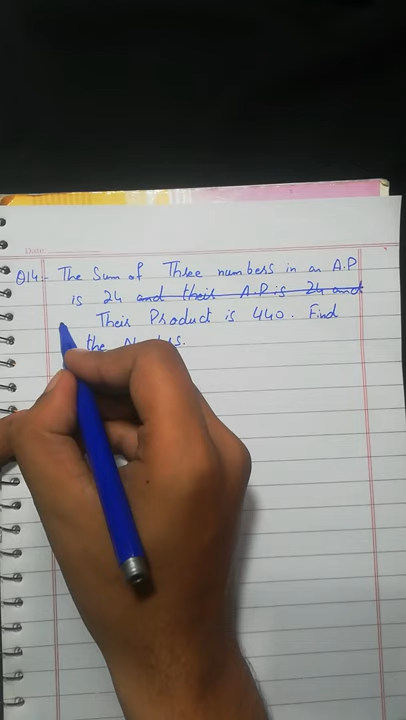 Date:
Q14:- The Sum of Three numbers in an A.P
is 24 and their A.P is 24 and
Their Product is 440. Find
the